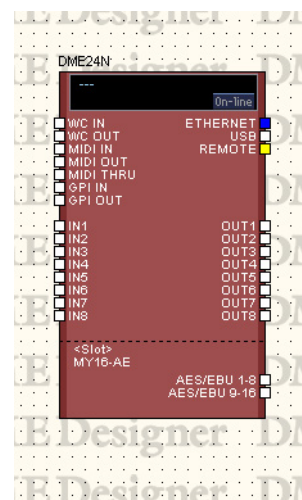 DME24N
---
On-line
WC IN ETHERNET
WC OUT USB
MIDI IN REMOTE
MIDI OUT
MIDI THRU
GPI IN
GPI OUT
IN1 OUT1
IN2 OUT2
IN3 OUT3
IN4 OUT4
IN5 OUT5
IN6 OUT6
IN7 OUT7
IN8 OUT8
<Slot>
MY16-AE
AES/EBU 1-8
AES/EBU 9-16
E Designer D
E Designer D